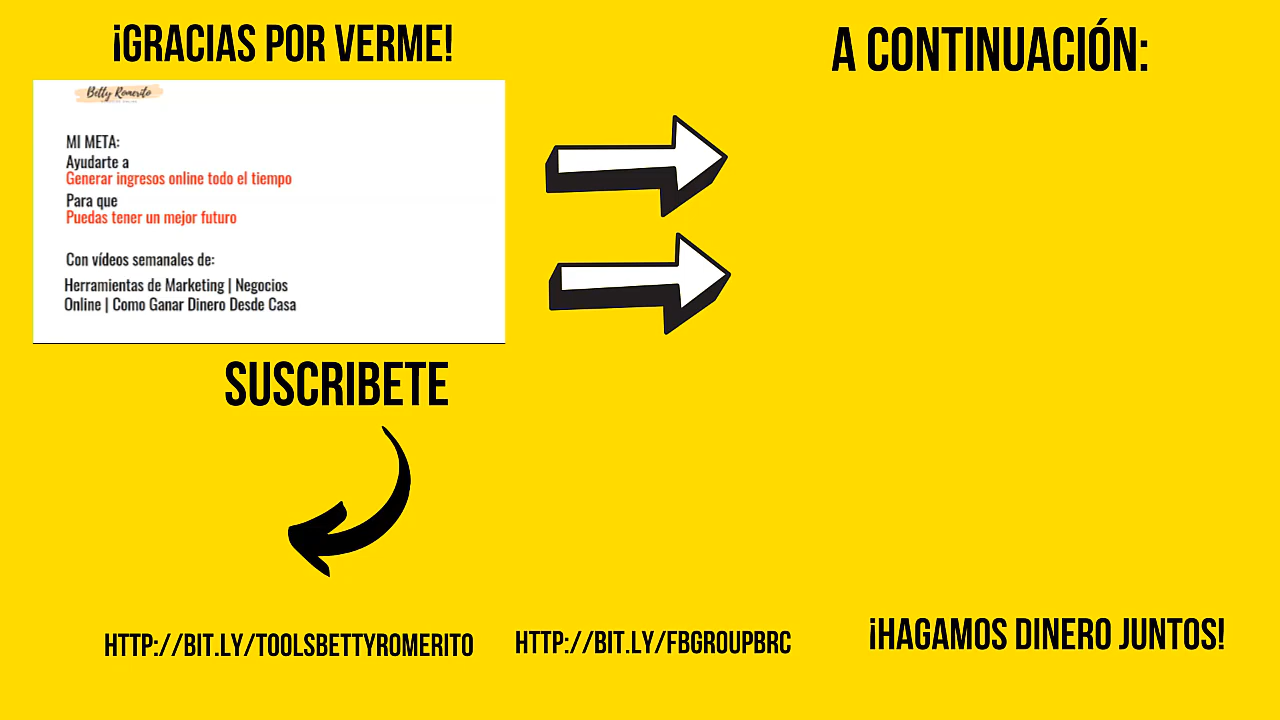 ¡GRACIAS POR VERME!
A CONTINUACIÓN:
Betty Romerito
MI META:
Ayudarte a
Generar ingresos online todo el tiempo
Para que
Puedas tener un mejor futuro
Con vídeos semanales de:
Herramientas de Marketing | Negocios
Online | Como Ganar Dinero Desde Casa
SUSCRIBETE
HTTP://BIT.LY/TOOLSBETTYROMERITO
HTTP://BIT.LY/FBGROUPBRC
¡HAGAMOS DINERO JUNTOS!